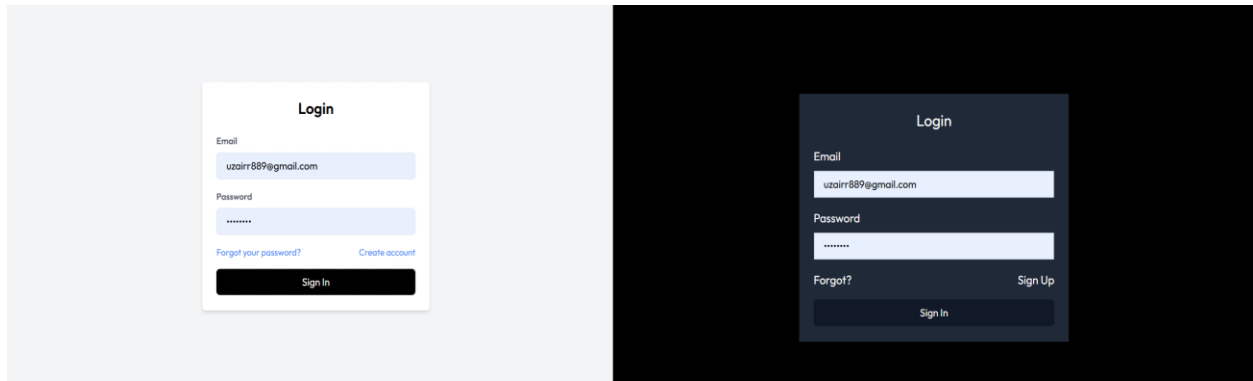 Login
Email
uzairr889@gmail.com
Password
••••••••
Forgot your password? Create account
Sign In
Login
Email
uzairr889@gmail.com
Password
••••••••
Forgot? Sign Up
Sign In